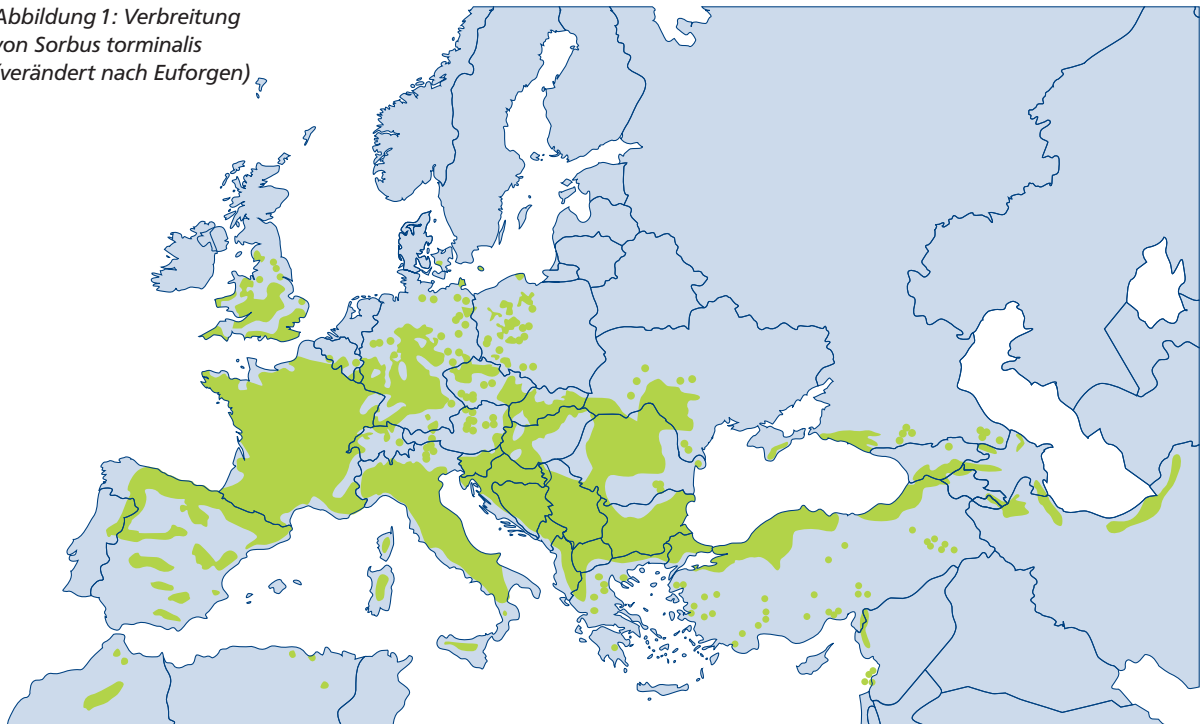 Abbildung 1: Verbreitung
von Sorbus torminalis
(verändert nach Euforgen)